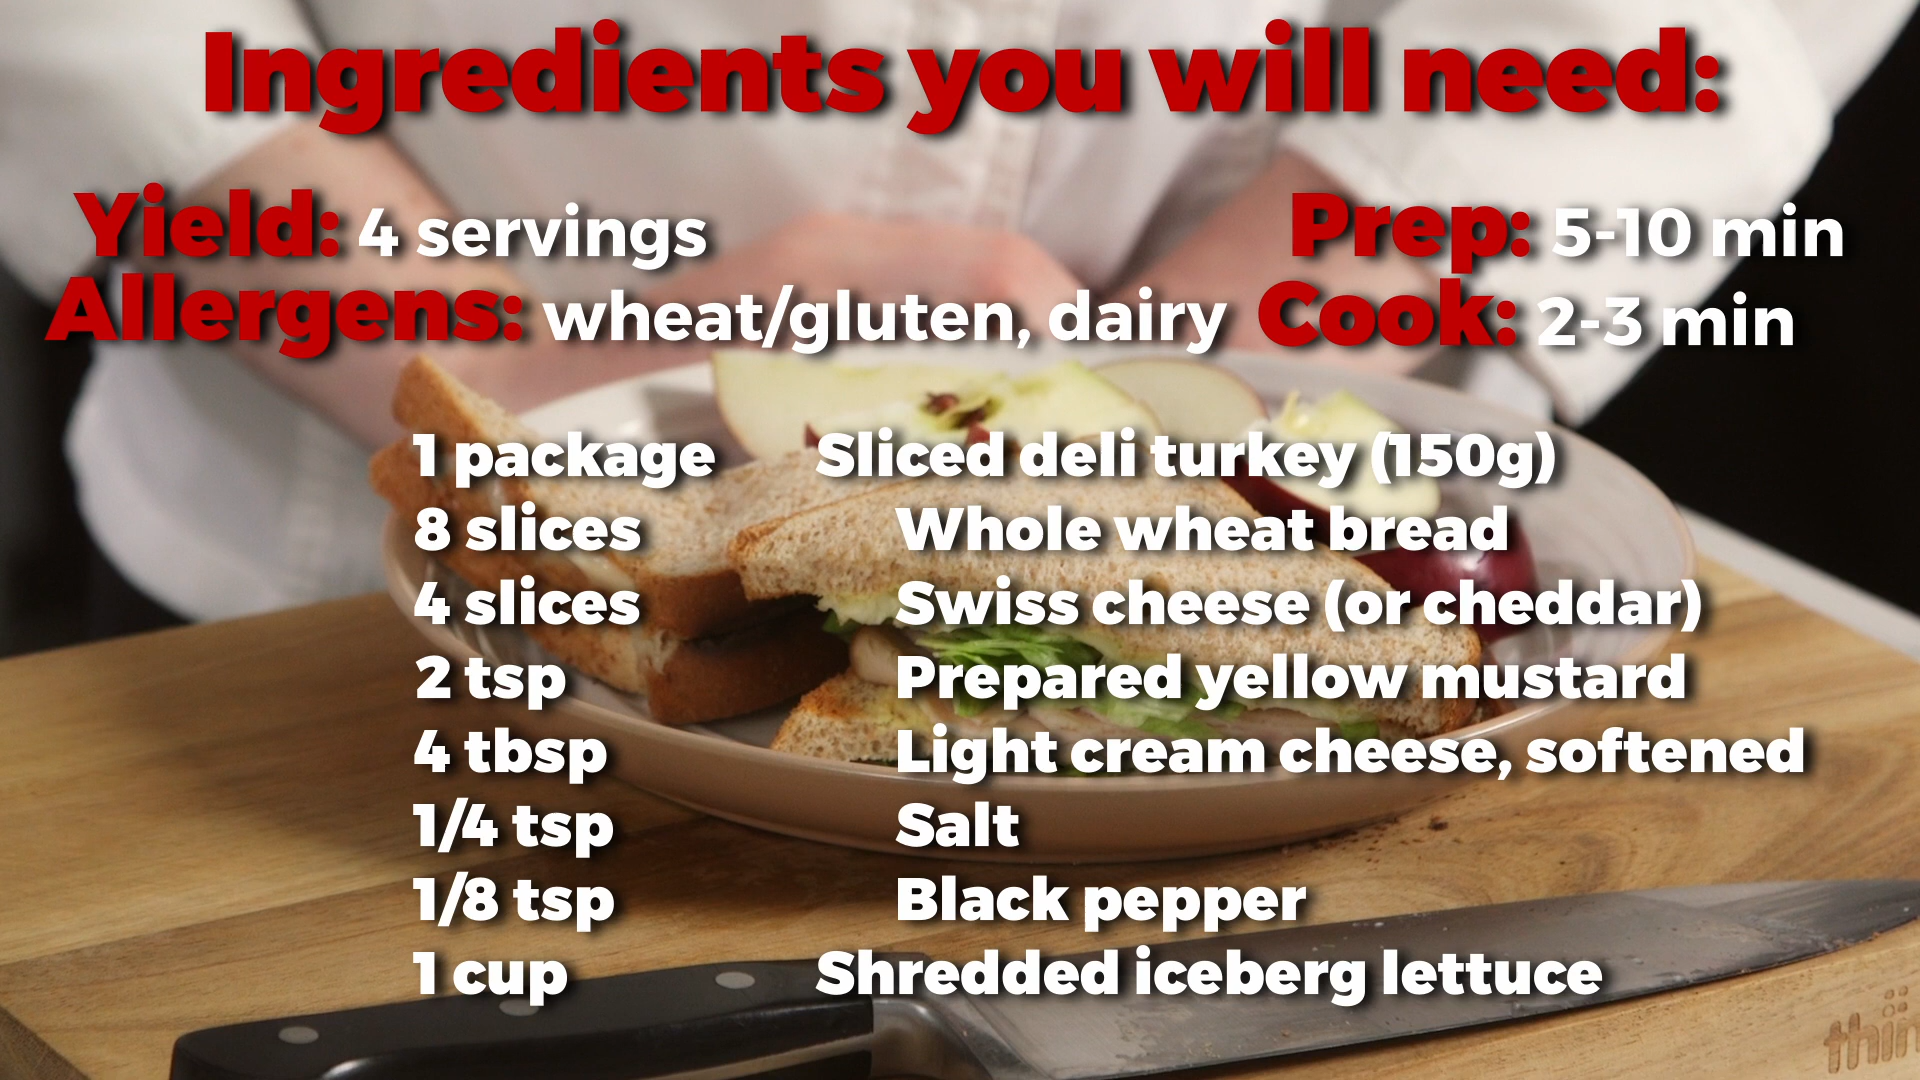 Ingredients you will need:
Yield: 4 servings
Prep: 5-10 min
Allergens: wheat/gluten, dairy
Cook: 2-3 min
1 package Sliced deli turkey (150g)
8 slices Whole wheat bread
4 slices Swiss cheese (or cheddar)
2 tsp Prepared yellow mustard
4 tbsp Light cream cheese, softened
1/4 tsp Salt
1/8 tsp Black pepper
1 cup Shredded iceberg lettuce